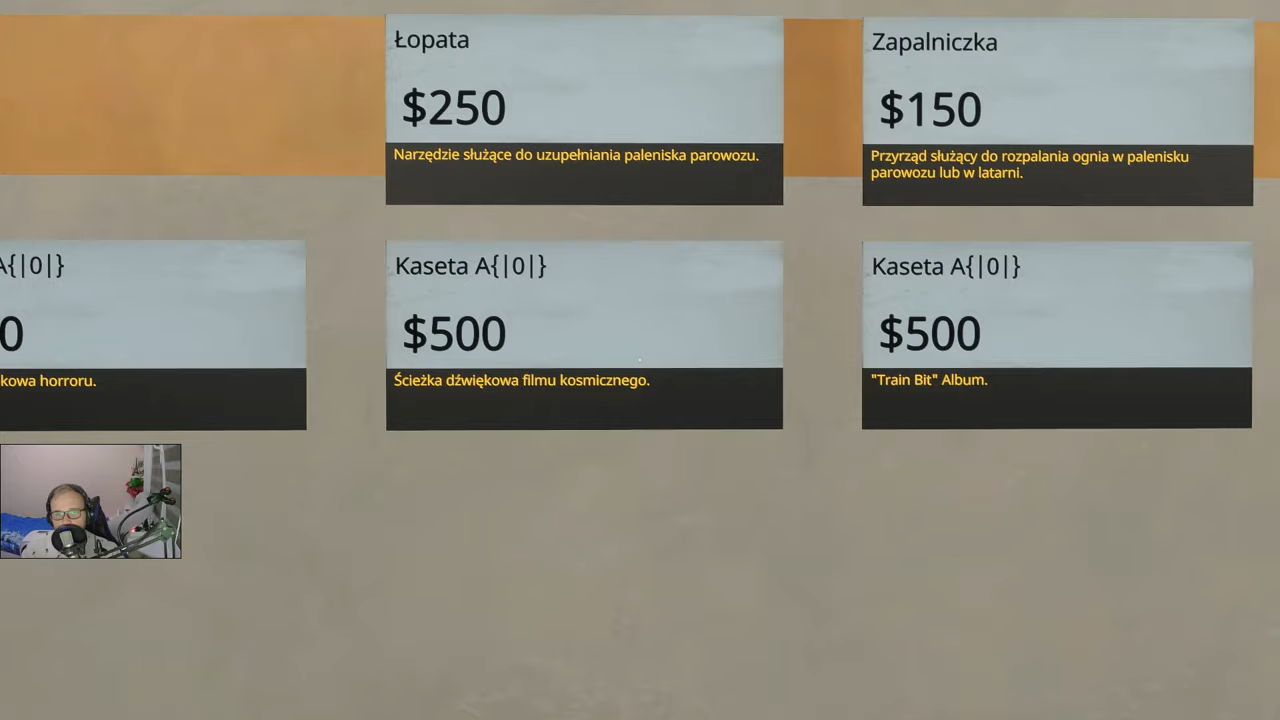 Łopata
$250
Narzędzie służące do uzupełniania paleniska parowozu.
Zapalniczka
$150
Przyrząd służący do rozpalania ognia w palenisku
parowozu lub w latarni.
A{|0|}
0
kowa horroru.
Kaseta A{|0|}
$500
Ścieżka dźwiękowa filmu kosmicznego.
Kaseta A{|0|}
$500
"Train Bit" Album.